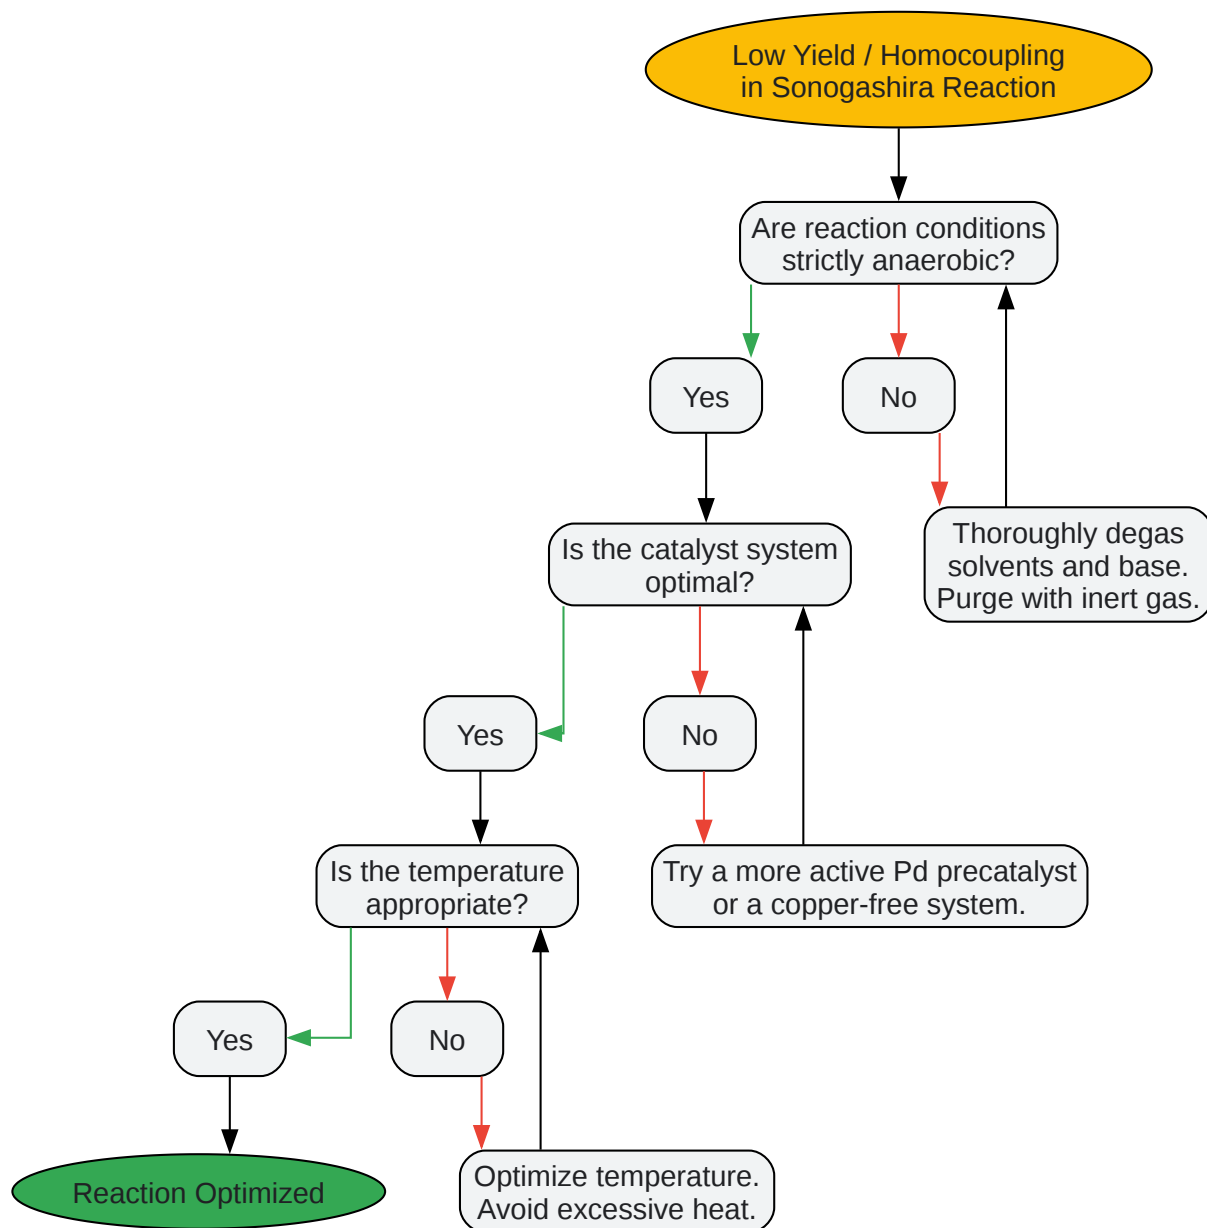 Low Yield / Homocoupling
in Sonogashira Reaction
Are reaction conditions
strictly anaerobic?
Yes
No
Thoroughly degas
solvents and base.
Purge with inert gas.
Is the catalyst system
optimal?
Yes
No
Try a more active Pd precatalyst
or a copper-free system.
Is the temperature
appropriate?
Yes
No
Optimize temperature.
Avoid excessive heat.
Reaction Optimized